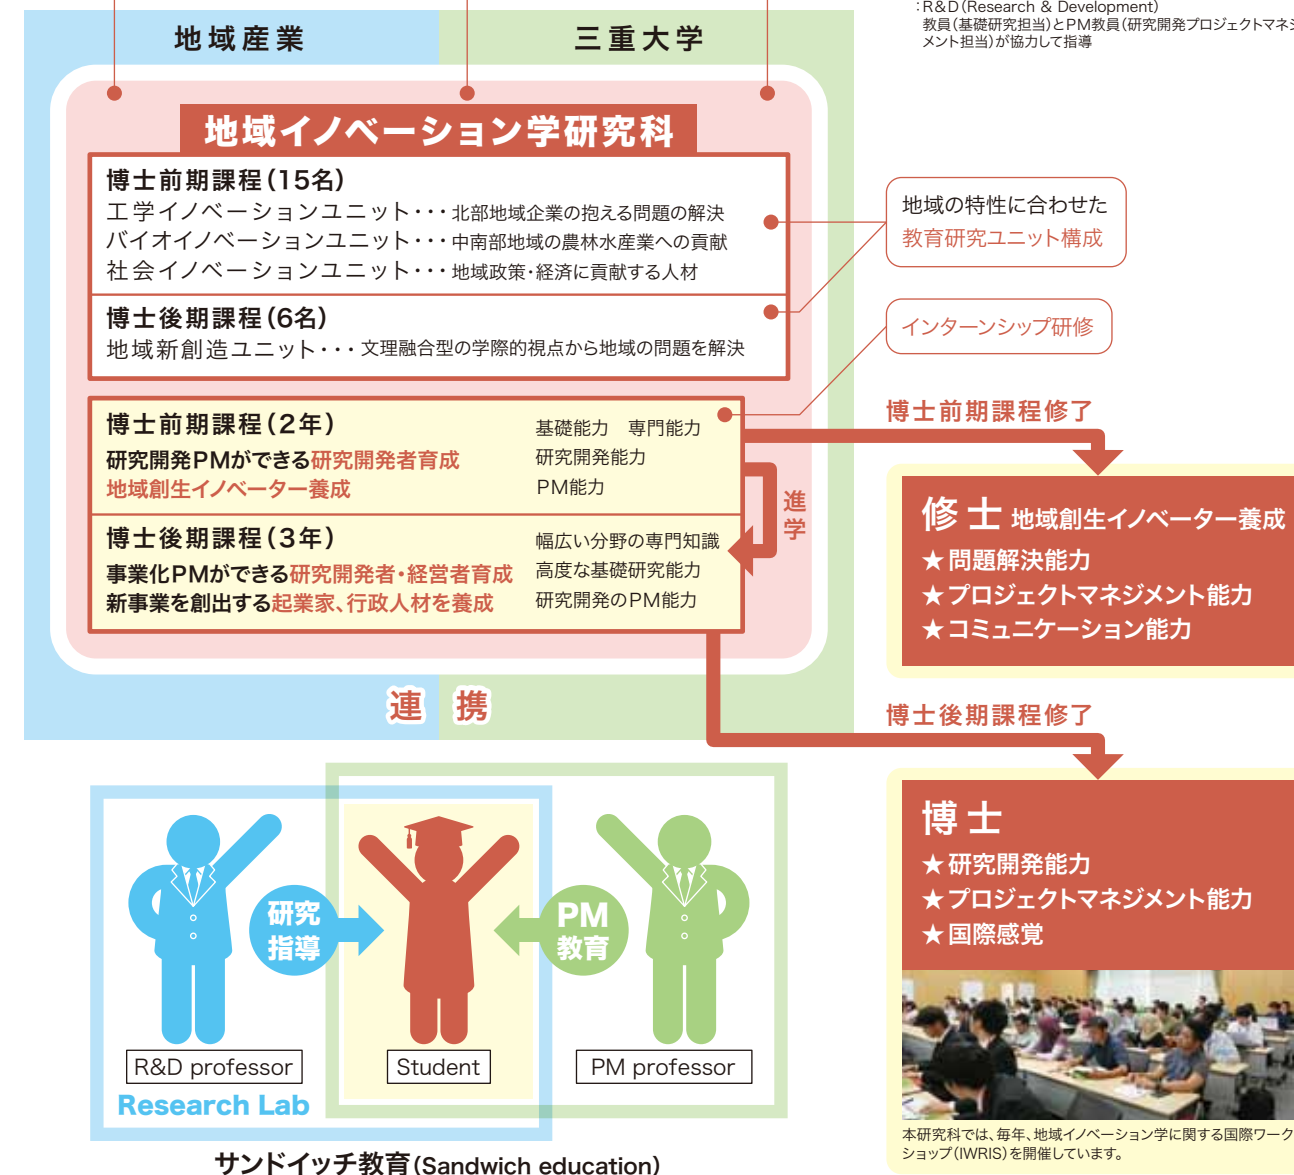 ：R&D（Research & Development）
教員（基礎研究担当）とPM教員（研究開発プロジェクトマネジ
メント担当）が協力して指導
地域産業
三重大学
地域イノベーション学研究科
博士前期課程（15名）
工学イノベーションユニット・・・北部地域企業の抱える問題の解決
バイオイノベーションユニット・・・中南部地域の農林水産業への貢献
社会イノベーションユニット・・・地域政策・経済に貢献する人材
博士後期課程（6名）
地域新創造ユニット・・・文理融合型の学際的視点から地域の問題を解決
地域の特性に合わせた
教育研究ユニット構成
インターンシップ研修
博士前期課程（2年）
研究開発PMができる研究開発者育成
地域創生イノベーター養成
基礎能力　専門能力
研究開発能力
PM能力
進学
博士後期課程（3年）
事業化PMができる研究開発者・経営者育成
新事業を創出する起業家、行政人材を養成
幅広い分野の専門知識
高度な基礎研究能力
研究開発のPM能力
連携
博士前期課程修了
修士 地域創生イノベーター養成
★問題解決能力
★プロジェクトマネジメント能力
★コミュニケーション能力
博士後期課程修了
博士
★研究開発能力
★プロジェクトマネジメント能力
★国際感覚
本研究科では、毎年、地域イノベーション学に関する国際ワーク
ショップ（IWRIS）を開催しています。
研究
指導
PM
教育
R&D professor
Student
PM professor
Research Lab
サンドイッチ教育（Sandwich education）